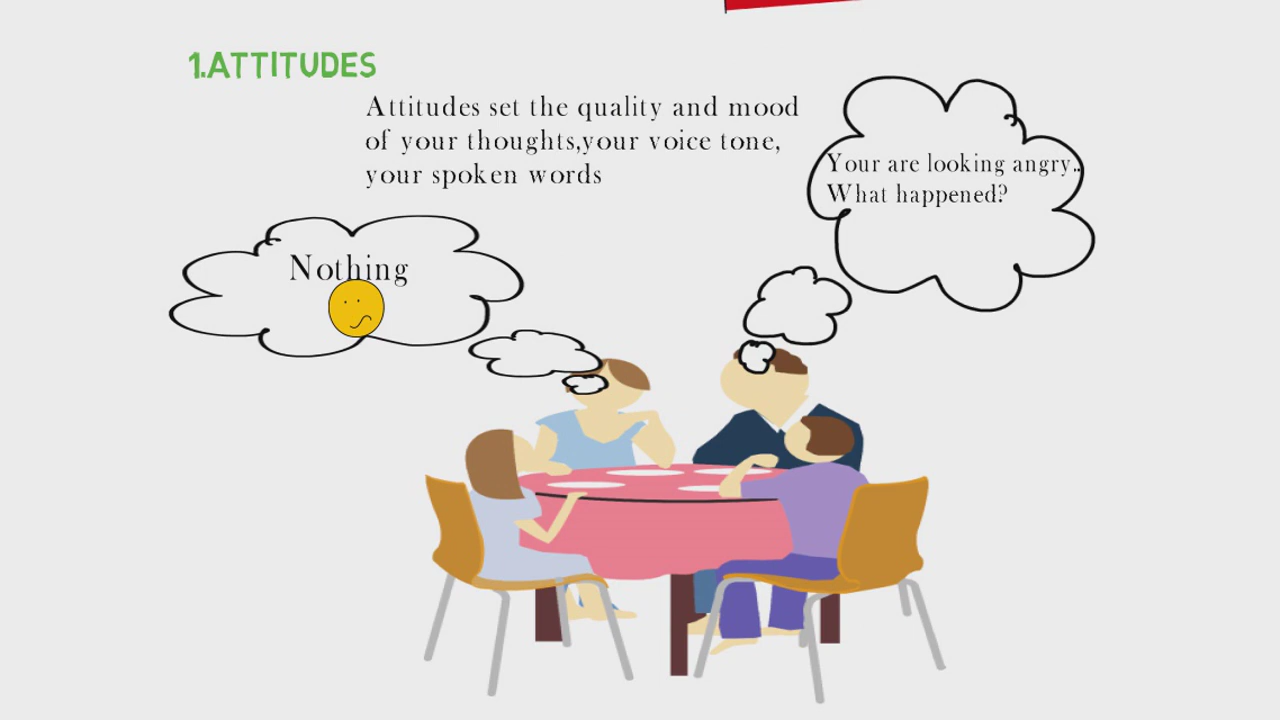 1.ATTITUDES
Attitudes set the quality and mood
of your thoughts,your voice tone,
your spoken words
Your are looking angry..
What happened?
Nothing